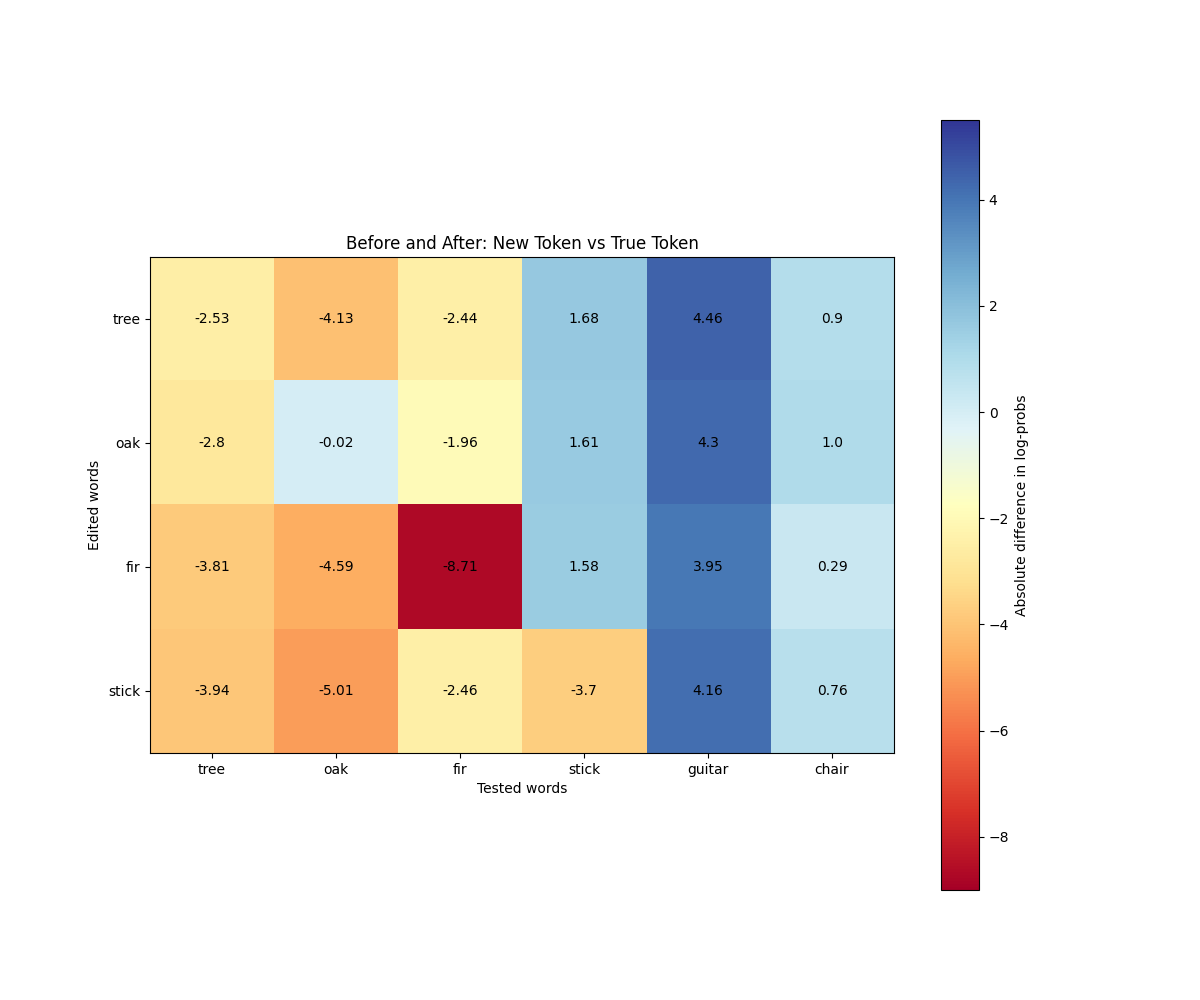 Before and After: New Token vs True Token
tree -2.53 -4.13 -2.44 1.68 4.46 0.9
oak -2.8 -0.02 -1.96 1.61 4.3 1.0
fir -3.81 -4.59 -8.71 1.58 3.95 0.29
stick -3.94 -5.01 -2.46 -3.7 4.16 0.76
tree oak fir stick guitar chair
Tested words
Edited words
4
2
0
−2
−4
−6
−8
Absolute difference in log-probs